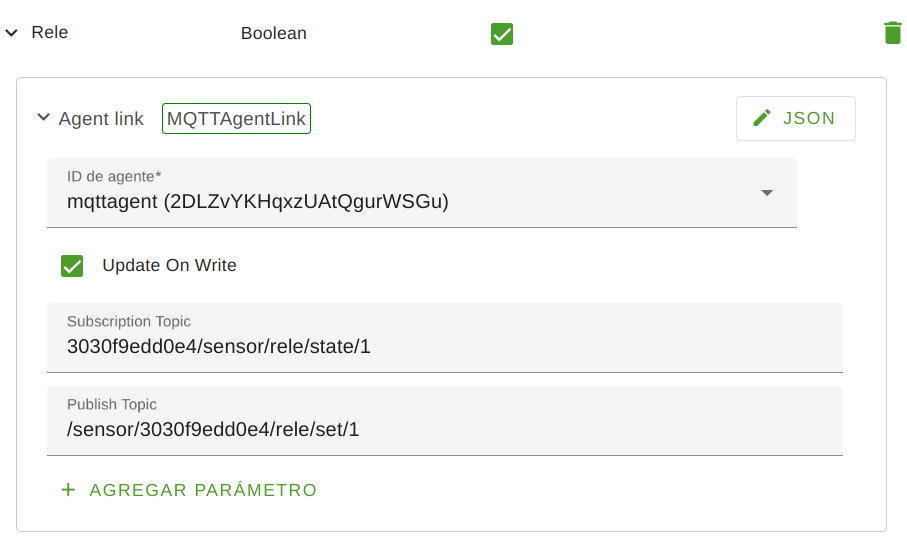 Rele Boolean
Agent link MQTTAgentLink JSON
ID de agente*
mqttagent (2DLZvYKHqxzUAtQgurWSGu)
Update On Write
Subscription Topic
3030f9edd0e4/sensor/rele/state/1
Publish Topic
/sensor/3030f9edd0e4/rele/set/1
+ AGREGAR PARÁMETRO